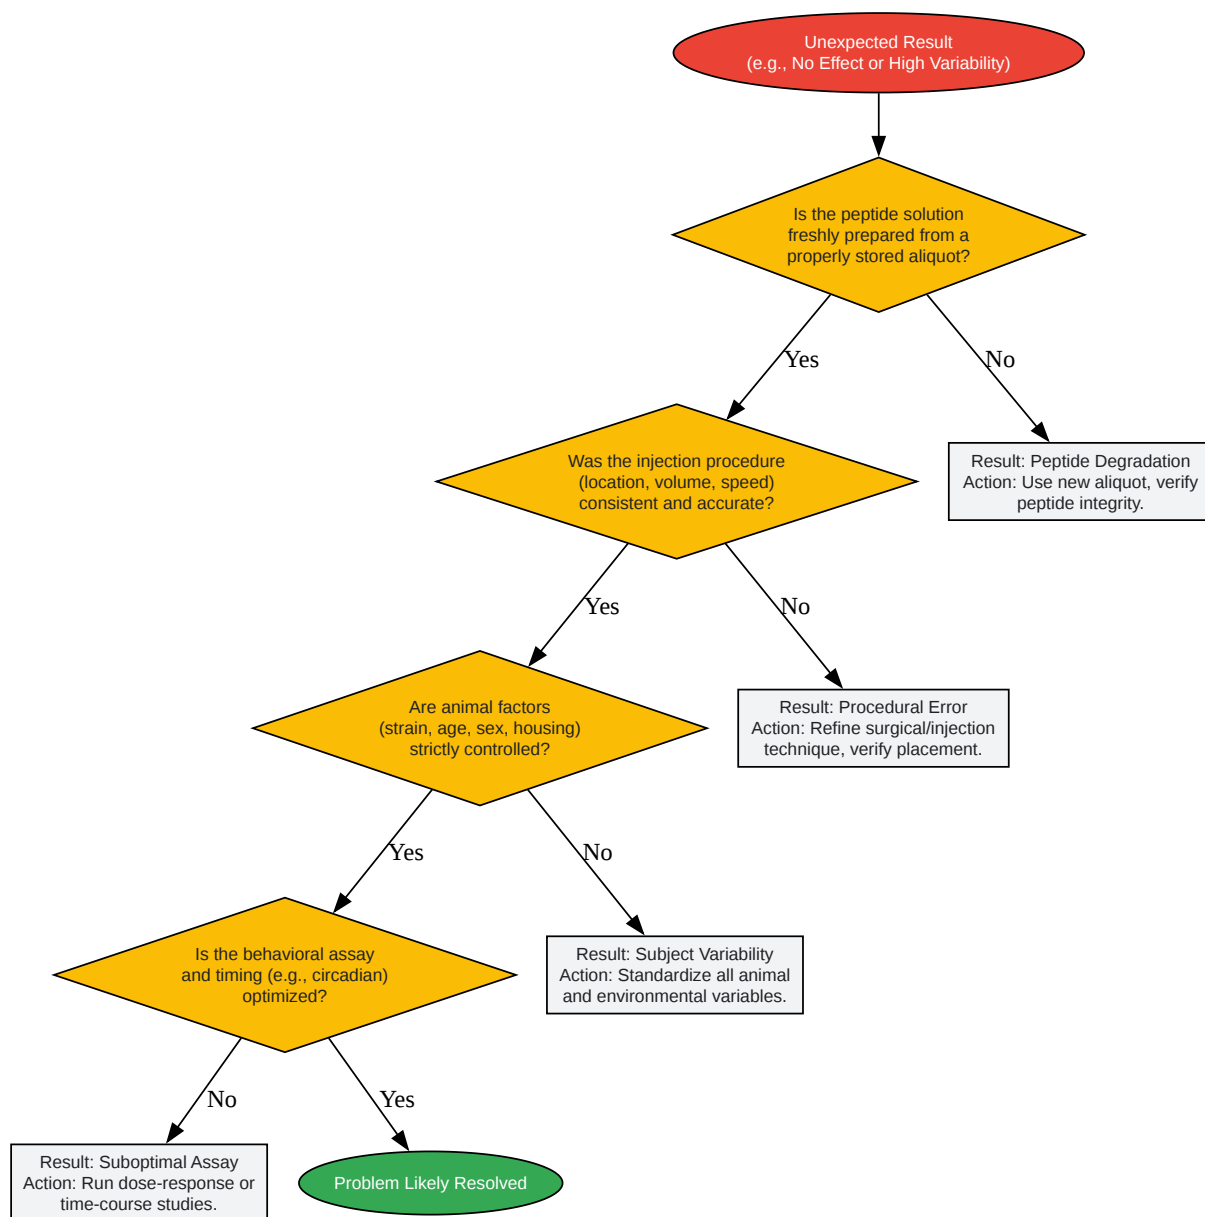 Unexpected Result
(e.g., No Effect or High Variability)
Is the peptide solution
freshly prepared from a
properly stored aliquot?
Yes
No
Was the injection procedure
(location, volume, speed)
consistent and accurate?
Result: Peptide Degradation
Action: Use new aliquot, verify
peptide integrity.
Yes
No
Are animal factors
(strain, age, sex, housing)
strictly controlled?
Result: Procedural Error
Action: Refine surgical/injection
technique, verify placement.
Yes
No
Is the behavioral assay
and timing (e.g., circadian)
optimized?
Result: Subject Variability
Action: Standardize all animal
and environmental variables.
No
Yes
Result: Suboptimal Assay
Action: Run dose-response or
time-course studies.
Problem Likely Resolved